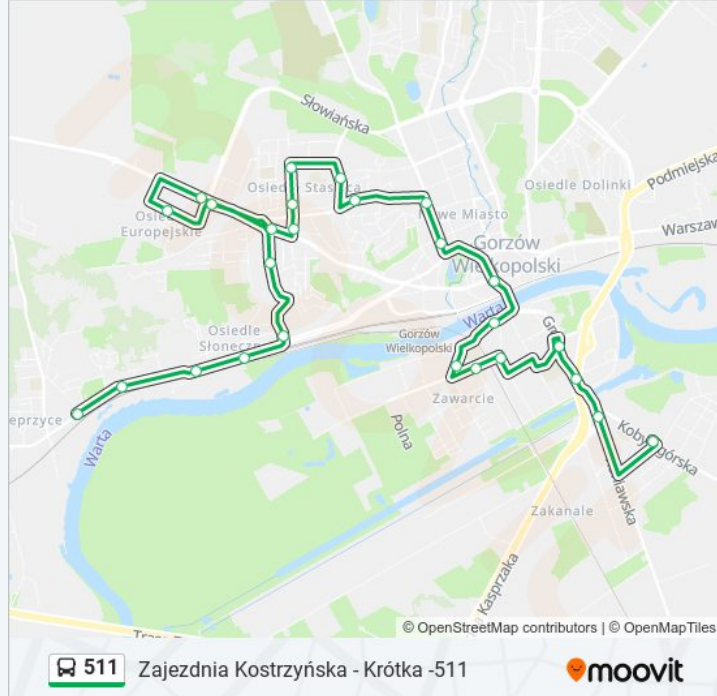 Słowiańska
Podmiejska
Osiedle Staszica
Osiedle Dolinki
Osiedle
Europejskie
Nowe Miasto
Warszaw
Gorzów
Wielkopolski
Warta
Osiedle
Słoneczne
Gorzów
Wielkopolski
Zawarcie
Polna
eprzyce
Warta
Kobylogórska
Zakanale
Kasprzaka
© OpenStreetMap contributors | © OpenMapTiles
511 Zajezdnia Kostrzyńska - Krótka -511
moovit